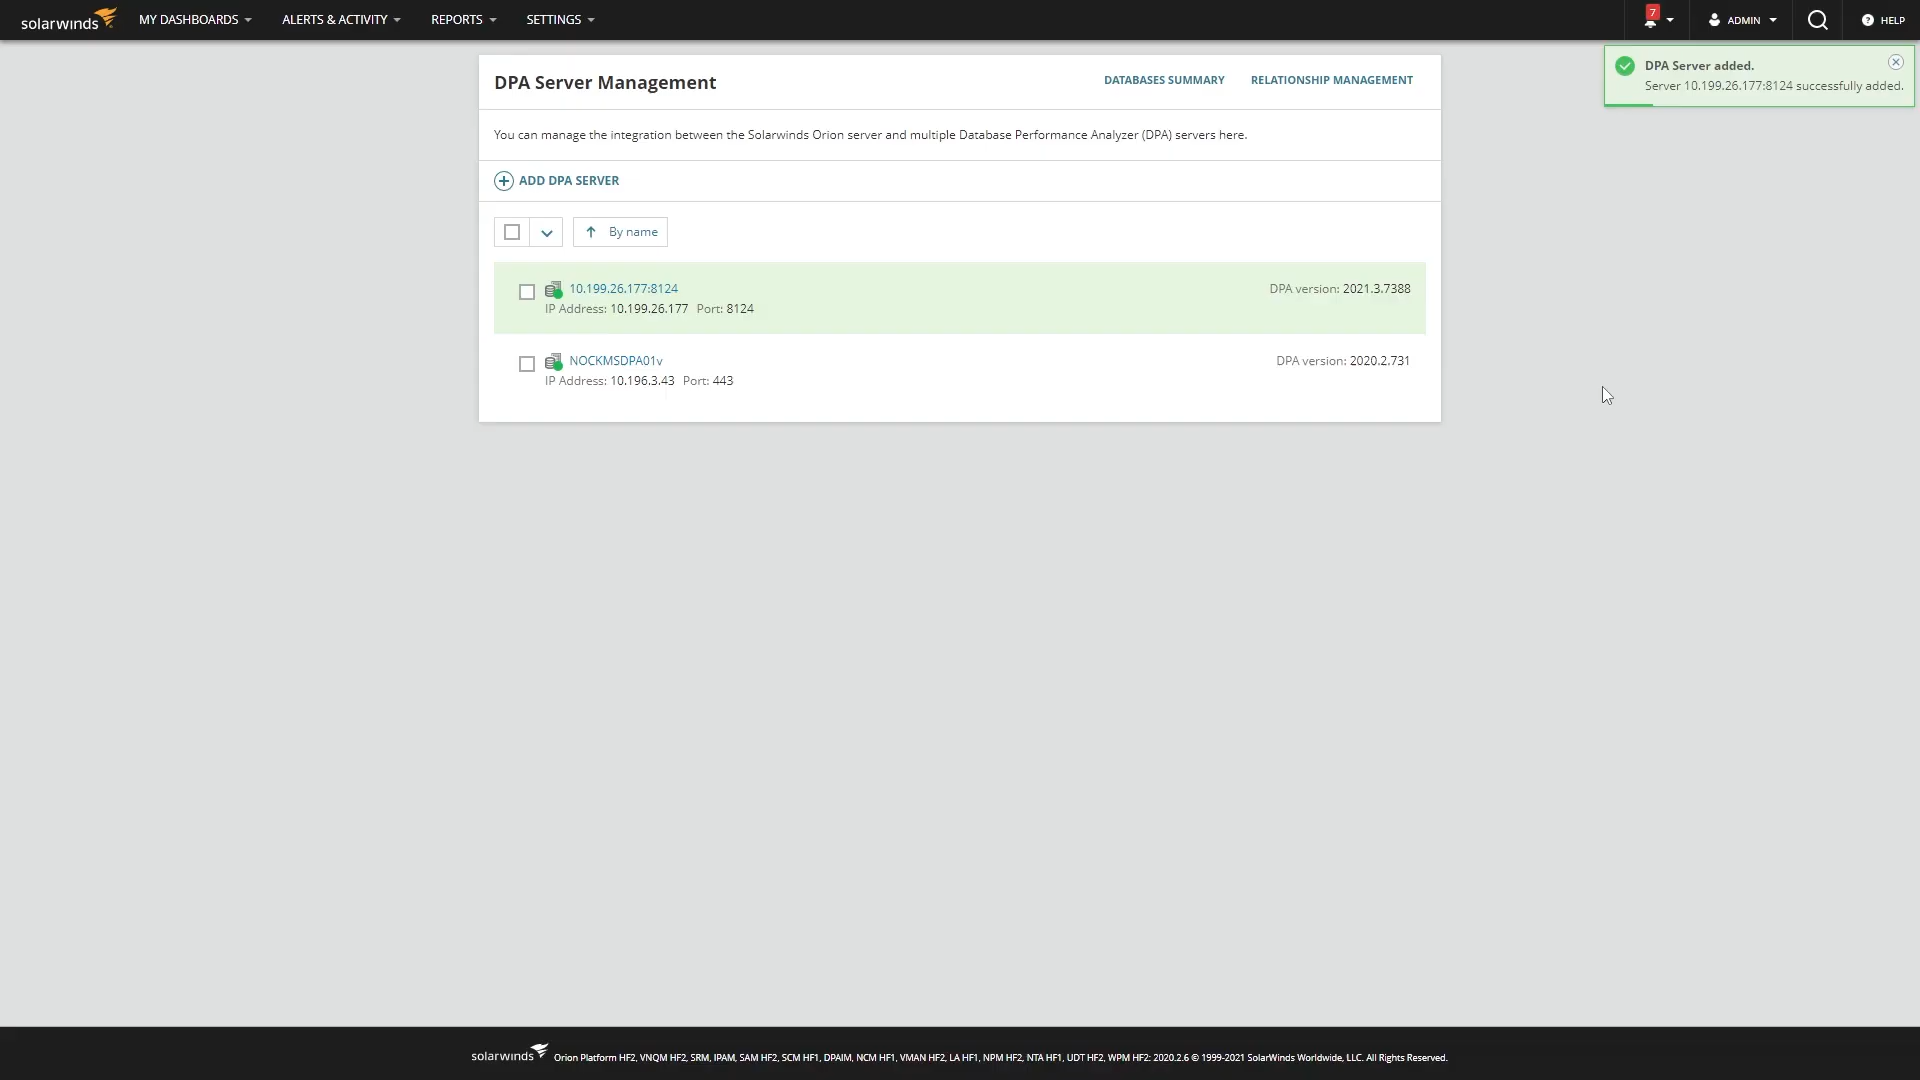 solarwinds MY DASHBOARDS ALERTS & ACTIVITY REPORTS SETTINGS 7 ADMIN ? HELP
DPA Server added.
Server 10.199.26.177:8124 successfully added.
DPA Server Management DATABASES SUMMARY RELATIONSHIP MANAGEMENT
You can manage the integration between the Solarwinds Orion server and multiple Database Performance Analyzer (DPA) servers here.
ADD DPA SERVER
By name
10.199.26.177:8124 DPA version: 2021.3.7388
IP Address: 10.199.26.177 Port: 8124
NOCKMSDPA01v DPA version: 2020.2.731
IP Address: 10.196.3.43 Port: 443
solarwinds Orion Platform HF2, VNQM HF2, SRM, IPAM, SAM HF2, SCM HF1, DPAIM, NCM HF1, VMAN HF2, LA HF1, NPM HF2, NTA HF1, UDT HF2, WPM HF2: 2020.2.6 © 1999-2021 SolarWinds Worldwide, LLC. All Rights Reserved.